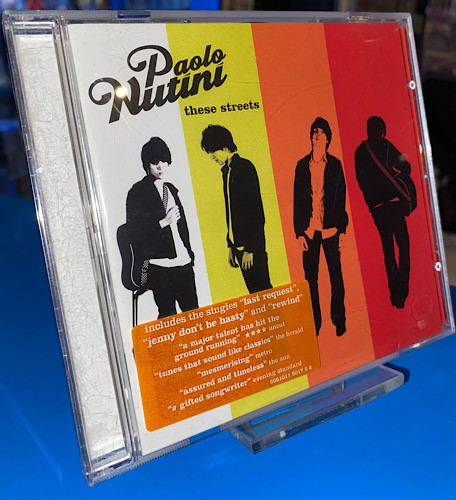 Paolo
Nutini
these streets
includes the singles "last request",
"jenny don't be hasty" and "rewind"
"a major talent has hit the
ground running" ★★★★ uncut
"tunes that sound like classics" the herald
"mesmerising" metro
"assured and timeless" the sun
"a gifted songwriter" evening standard